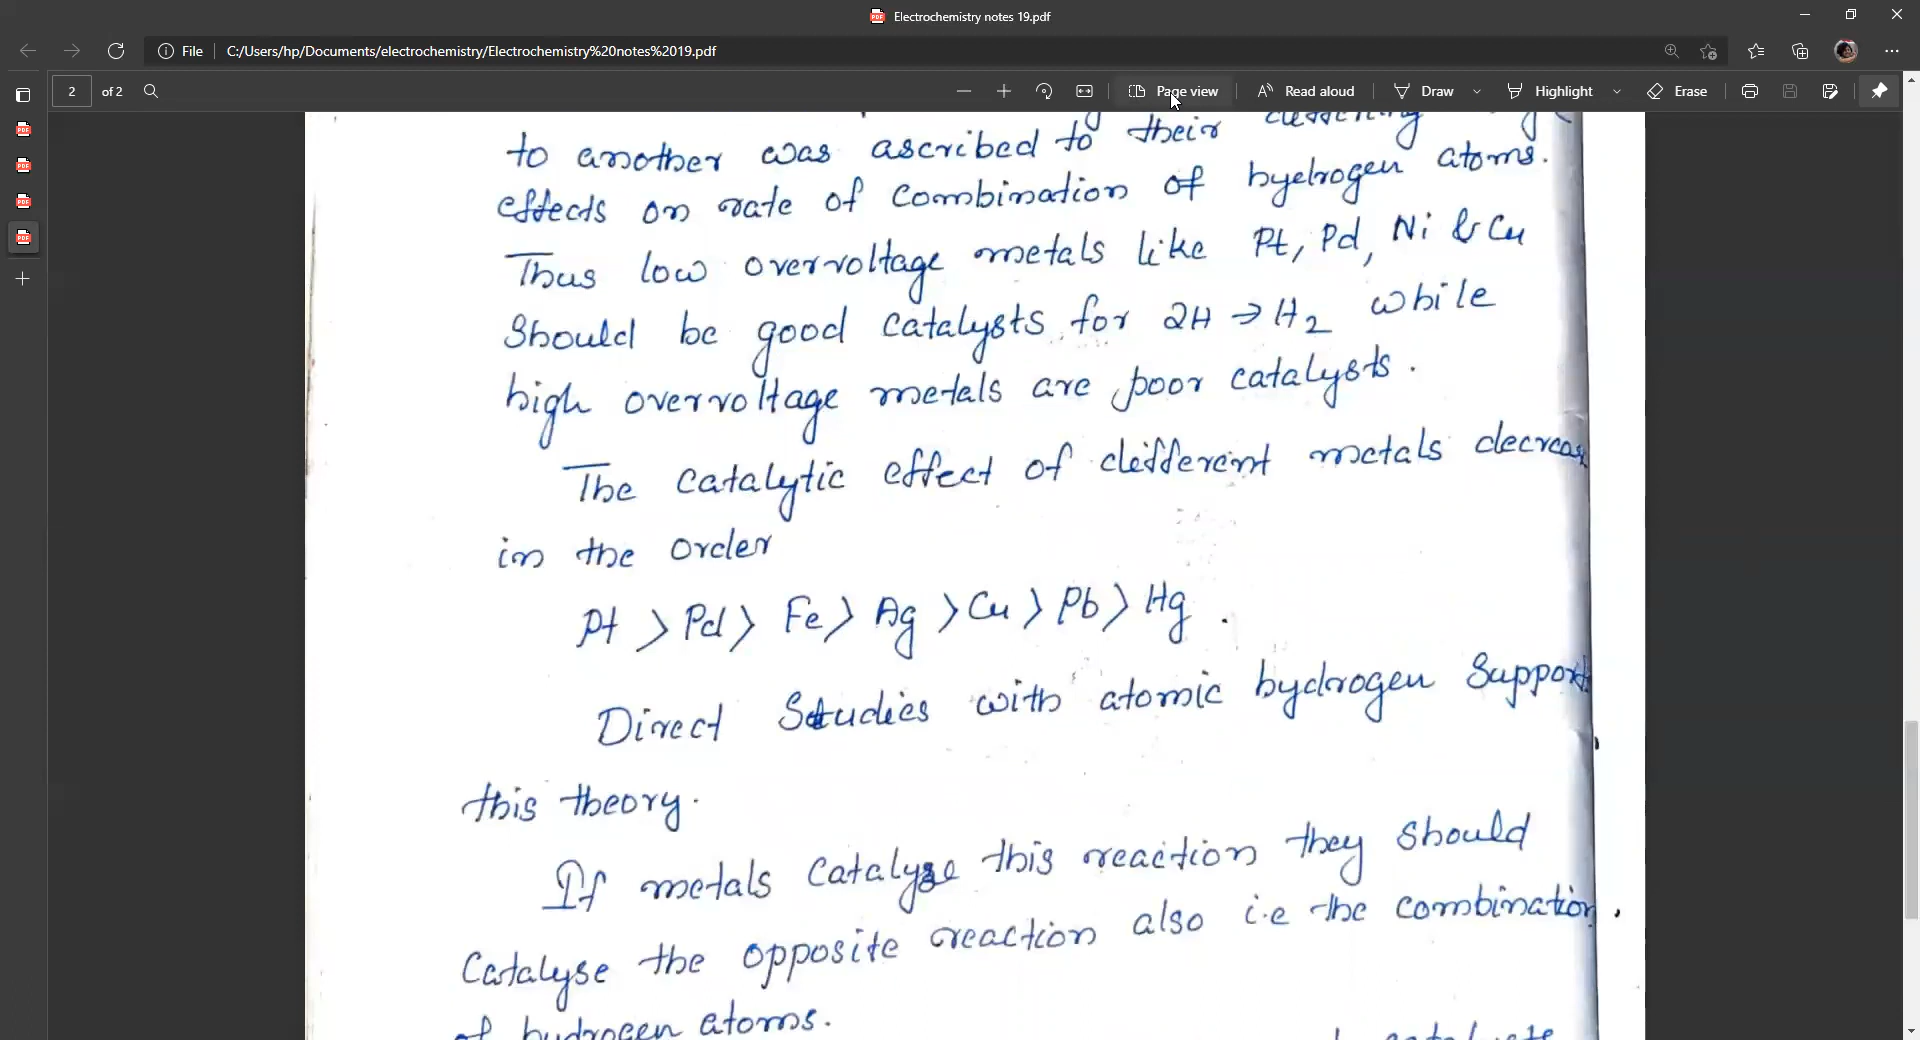 Electrochemistry notes 19.pdf
File C:/Users/hp/Documents/electrochemistry/Electrochemistry%20notes%2019.pdf
2 of 2 Page view Read aloud Draw Highlight Erase
to another was ascribed to their
effects on rate of combination of hydrogen atoms.
Thus low overvoltage metals like Pt, Pd, Ni & Cu
Should be good catalysts for 2H → H2 while
high overvoltage metals are poor catalysts.
The catalytic effect of different metals decreas
in the order
Pt > Pd > Fe > Ag > Cu > Pb > Hg .
Direct Studies with atomic hydrogen Support
this theory.
If metals Catalyse this reaction they should
Catalyse the opposite reaction also i.e the combination.
of hydrogen atoms.